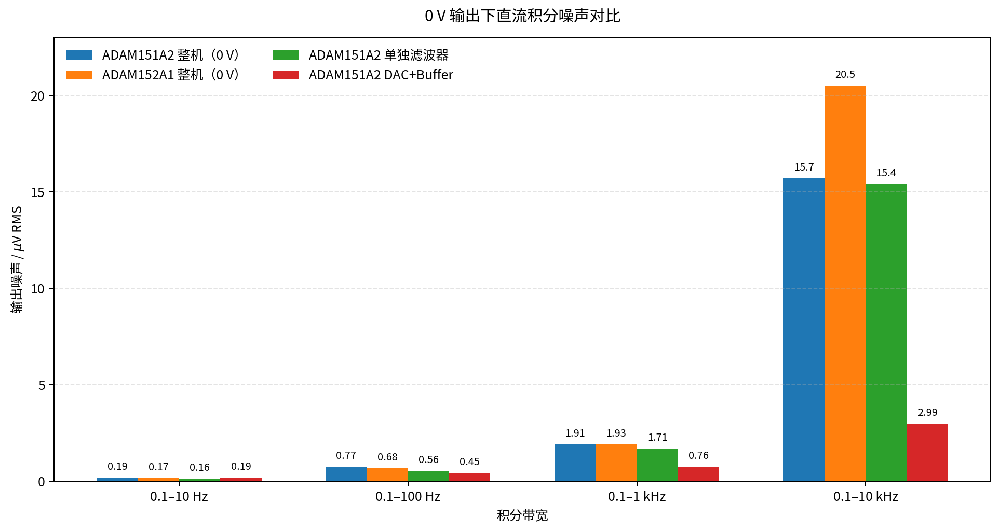 0 V 输出下直流积分噪声对比
ADAM151A2 整机（0 V）
ADAM152A1 整机（0 V）
ADAM151A2 单独滤波器
ADAM151A2 DAC+Buffer
输出噪声 / μV RMS
20
15
10
5
0
0.19
0.17
0.16
0.19
0.77
0.68
0.56
0.45
1.91
1.93
1.71
0.76
15.7
20.5
15.4
2.99
0.1–10 Hz
0.1–100 Hz
0.1–1 kHz
0.1–10 kHz
积分带宽